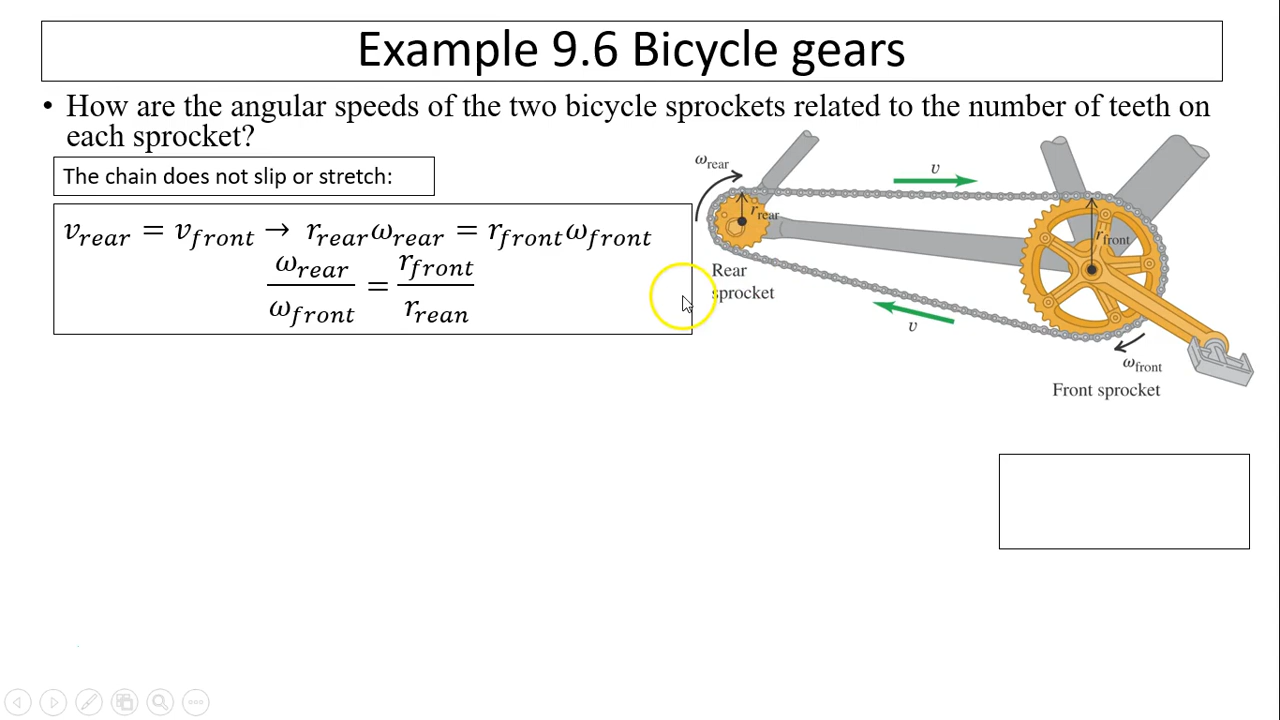 Example 9.6 Bicycle gears
• How are the angular speeds of the two bicycle sprockets related to the number of teeth on
each sprocket?
The chain does not slip or stretch:
v_rear = v_front → r_rear ω_rear = r_front ω_front
ω_rear / ω_front = r_front / r_rean
ω_rear
v
r_rear
r_front
Rear
sprocket
v
ω_front
Front sprocket